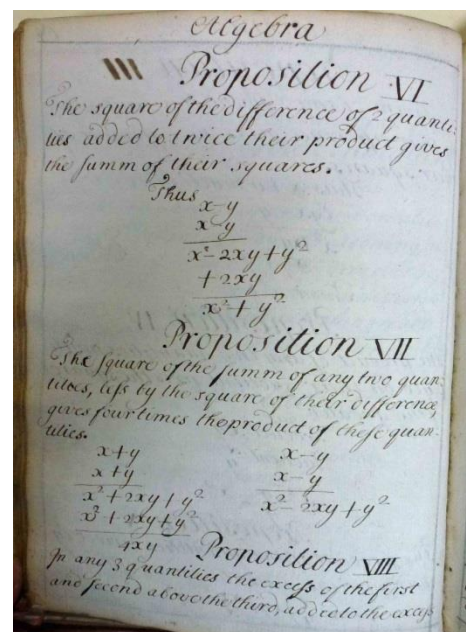 Algebra
III Proposition VI
The square of the difference of 2 quanti-
ties added to twice their product gives
the summ of their squares.
Thus
x-y
x-y
x²-2xy+y²
+2xy
x²+y²
Proposition VII
The square of the summ of any two quan-
tities, less by the square of their difference,
gives four times the product of these quan-
tities.
x+y x-y
x+y x-y
x²+2xy+y² x²-2xy+y²
x²+2xy+y²
4xy
Proposition VIII
In any 3 quantities the excess of the first
and second above the third, added to the excess